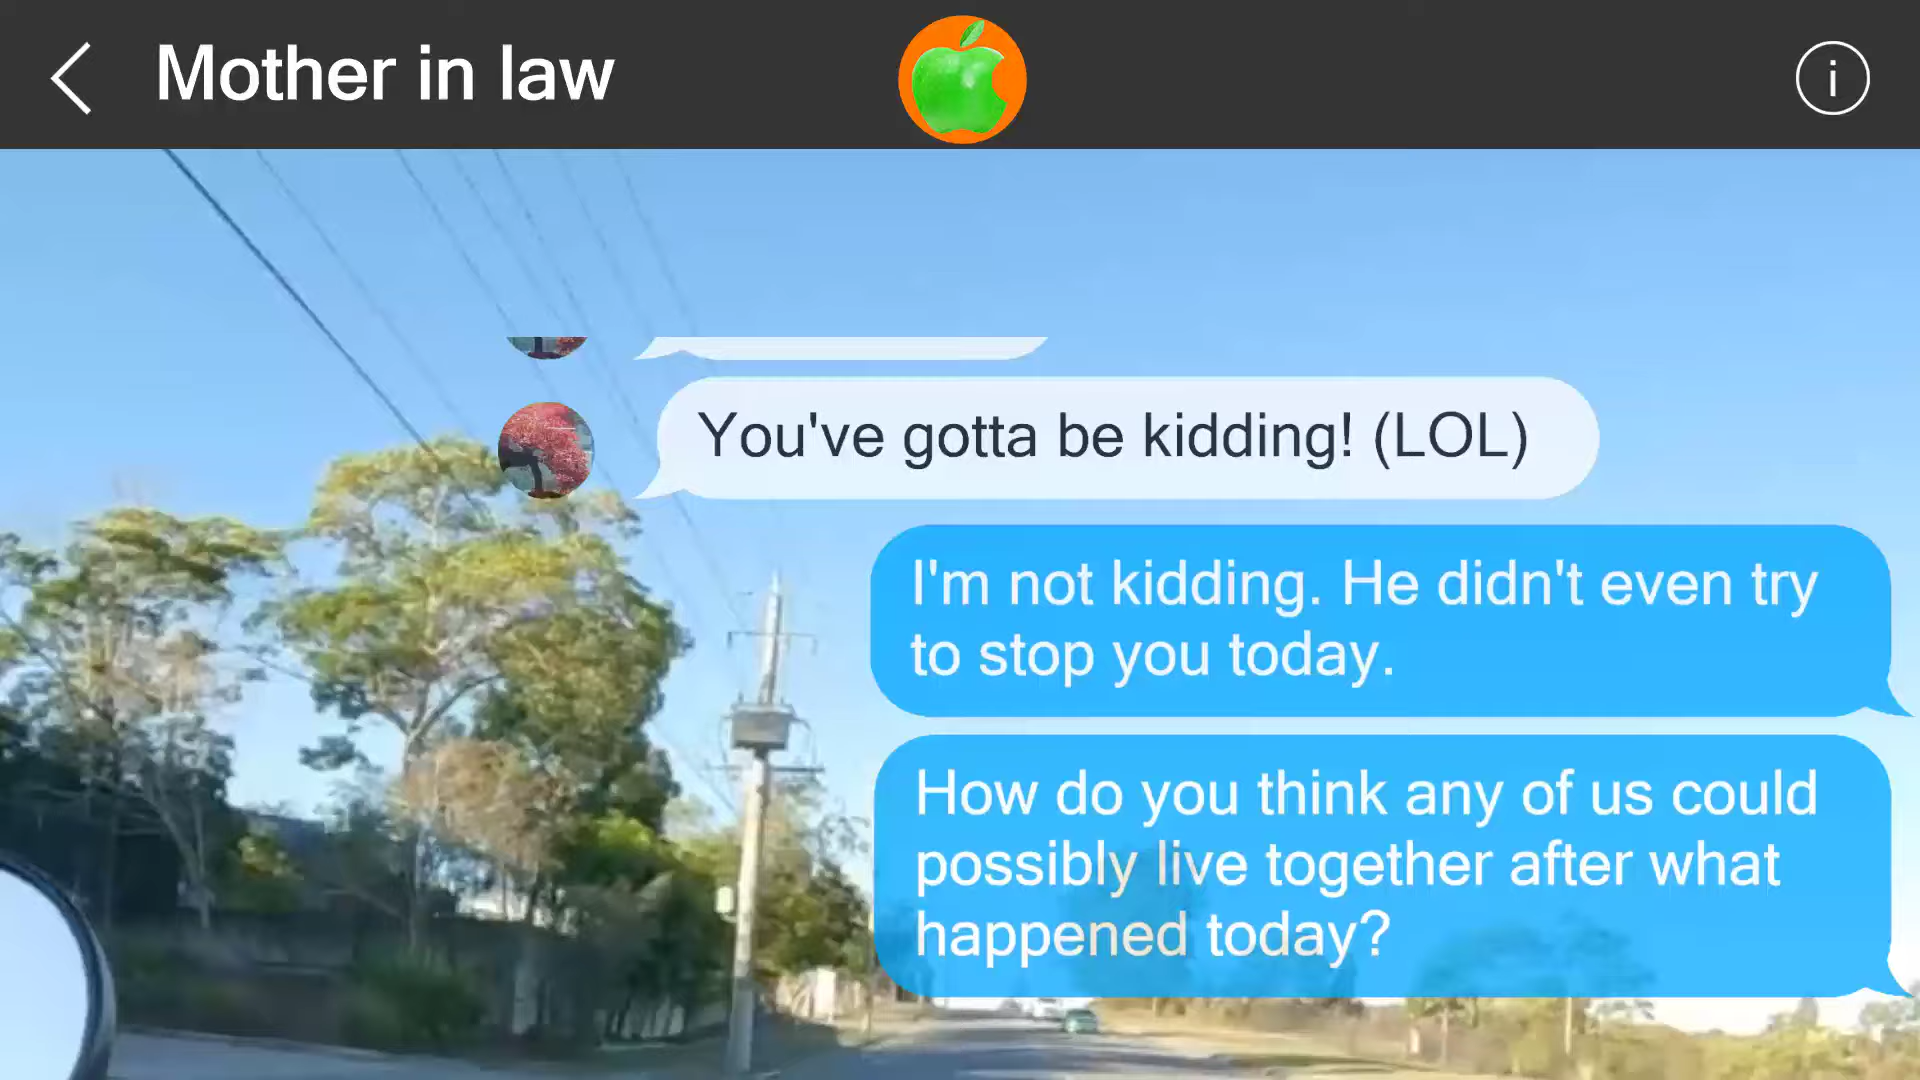 Mother in law
You've gotta be kidding! (LOL)
I'm not kidding. He didn't even try
to stop you today.
How do you think any of us could
possibly live together after what
happened today?